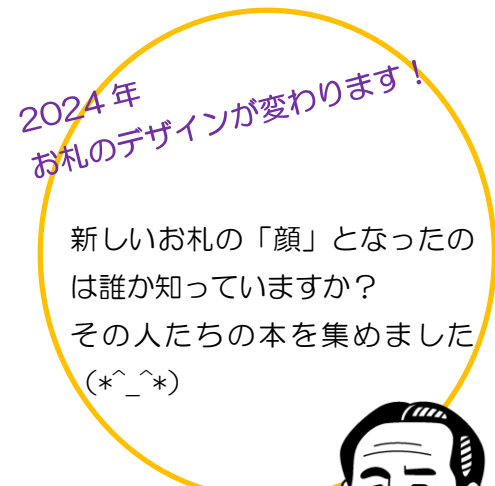 2024年
お札のデザインが変わります！
新しいお札の「顔」となったの
は誰か知っていますか？
その人たちの本を集めました
（*^_^*）